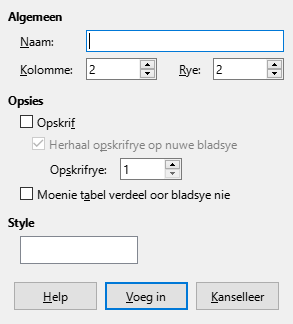 Algemeen
Naam:
Kolomme: 2 Rye: 2
Opsies
Opskrif
Herhaal opskrifrye op nuwe bladsye
Opskrifrye: 1
Moenie tabel verdeel oor bladsye nie
Style
Help Voeg in Kanselleer